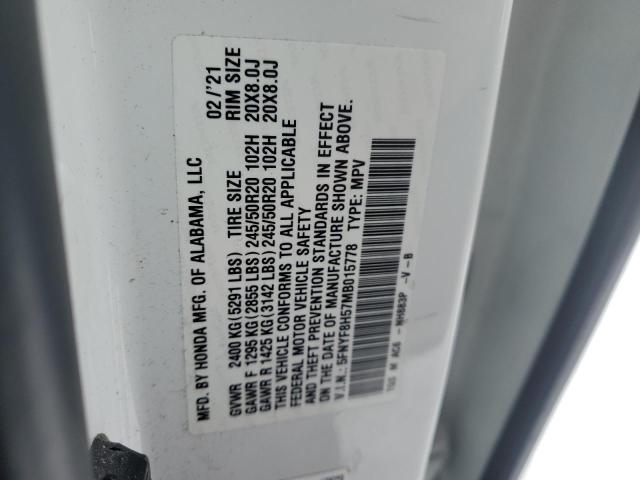 MFD. BY HONDA MFG. OF ALABAMA, LLC 02/'21
GVWR 2400 KG(5291 LBS) TIRE SIZE RIM SIZE
GAWR F 1295 KG(2855 LBS)245/50R20 102H 20X8.0J
GAWR R 1425 KG(3142 LBS)245/50R20 102H 20X8.0J
THIS VEHICLE CONFORMS TO ALL APPLICABLE
FEDERAL MOTOR VEHICLE SAFETY
AND THEFT PREVENTION STANDARDS IN EFFECT
ON THE DATE OF MANUFACTURE SHOWN ABOVE.
V.I.N.: 5FNYF8H57MB015778 TYPE: MPV
TGS M AC6 - NH883P -V -B